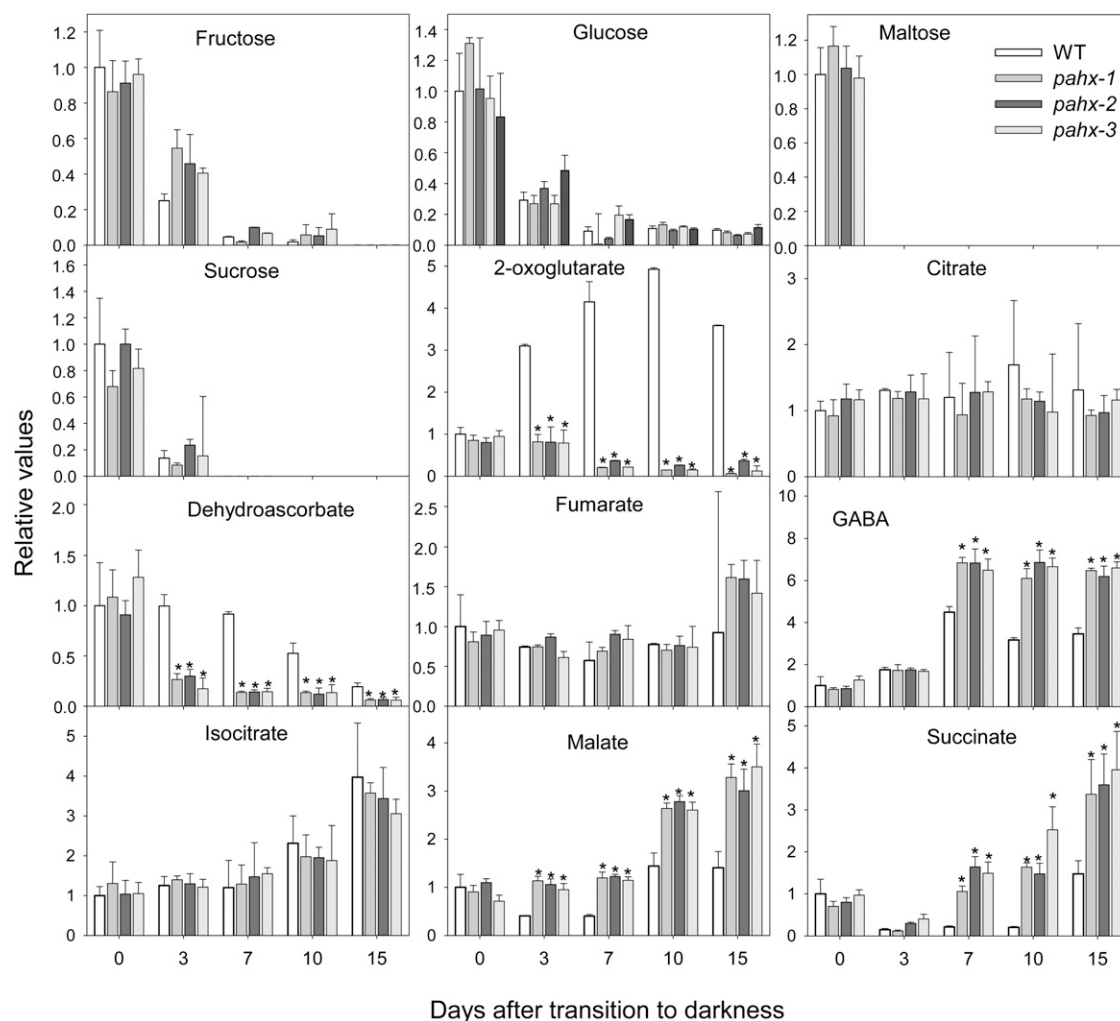 Fructose
1.2
1.0
0.8
0.6
0.4
0.2
0.0
Glucose
1.4
1.2
1.0
0.8
0.6
0.4
0.2
0.0
Maltose
1.2
1.0
0.8
0.6
0.4
0.2
0.0
WT
pahx-1
pahx-2
pahx-3
Sucrose
1.6
1.4
1.2
1.0
0.8
0.6
0.4
0.2
0.0
2-oxoglutarate
5
4
3
2
1
0
* * *
* * *
* * *
* * *
Citrate
3
2
1
0
Relative values
Dehydroascorbate
2.0
1.5
1.0
0.5
0.0
* * *
* * *
* * *
* * *
Fumarate
2.5
2.0
1.5
1.0
0.5
0.0
GABA
10
8
6
4
2
0
* * *
* * *
* * *
Isocitrate
5
4
3
2
1
0
0 3 7 10 15
Malate
4
3
2
1
0
* * *
* * *
* * *
* * *
0 3 7 10 15
Succinate
5
4
3
2
1
0
* * *
* * *
* * *
0 3 7 10 15
Days after transition to darkness